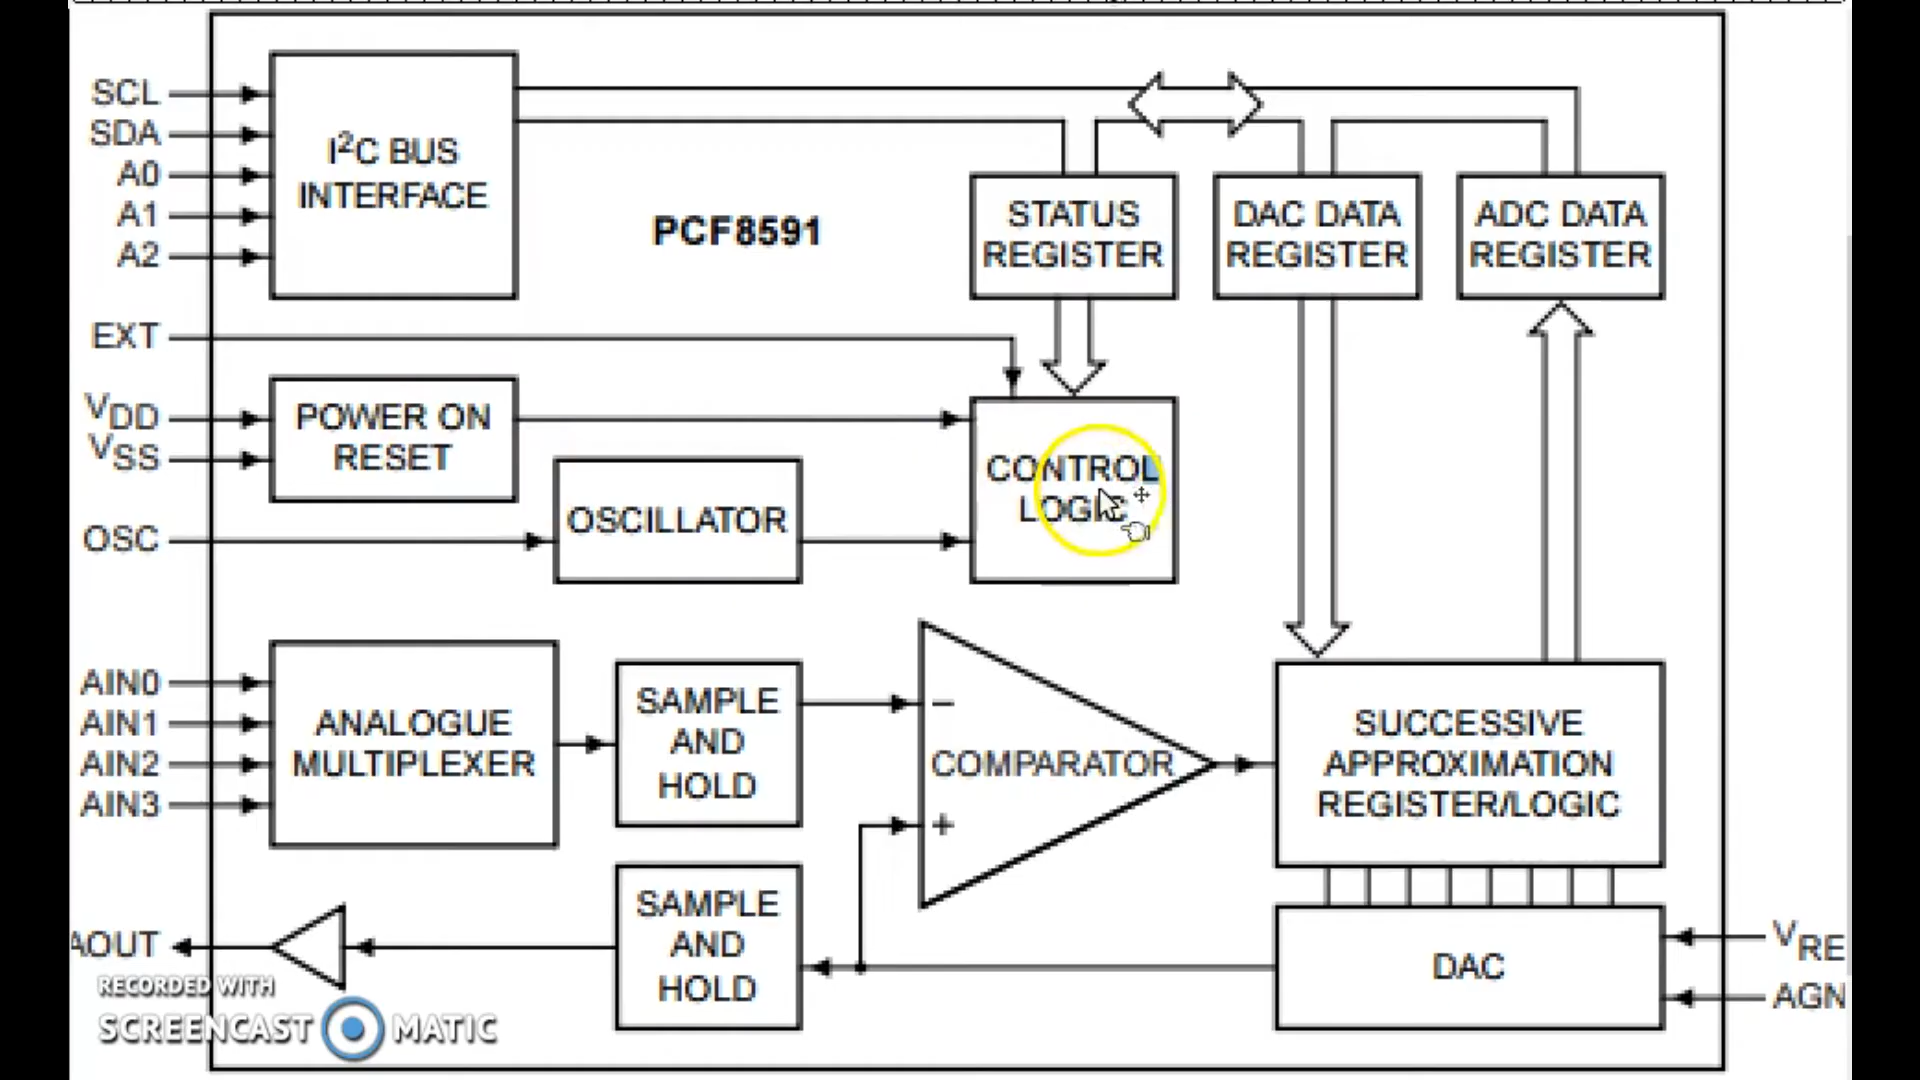 SCL
SDA
A0
A1
A2
I²C BUS
INTERFACE
PCF8591
STATUS
REGISTER
DAC DATA
REGISTER
ADC DATA
REGISTER
EXT
VDD
VSS
POWER ON
RESET
OSC
OSCILLATOR
CONTROL
LOGIC
AIN0
AIN1
AIN2
AIN3
ANALOGUE
MULTIPLEXER
SAMPLE
AND
HOLD
−
COMPARATOR
+
SUCCESSIVE
APPROXIMATION
REGISTER/LOGIC
AOUT
SAMPLE
AND
HOLD
DAC
VRE
AGN
RECORDED WITH
SCREENCAST MATIC